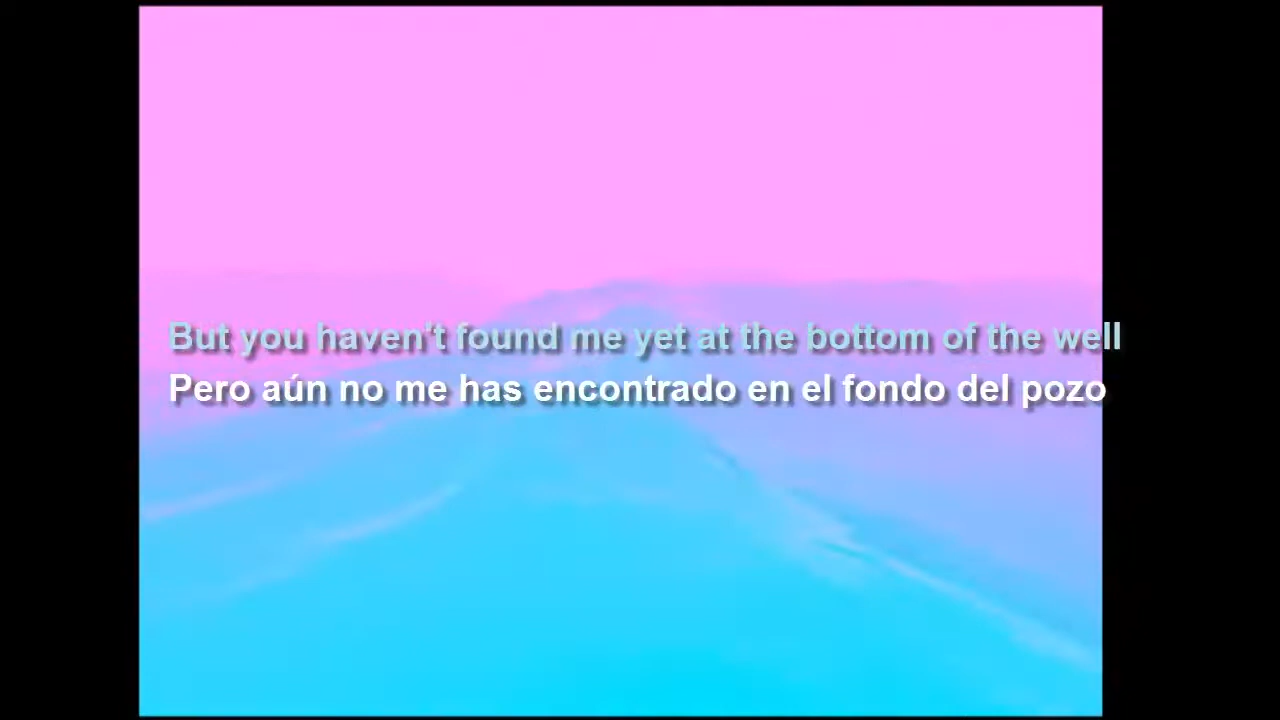 But you haven't found me yet at the bottom of the well
Pero aún no me has encontrado en el fondo del pozo